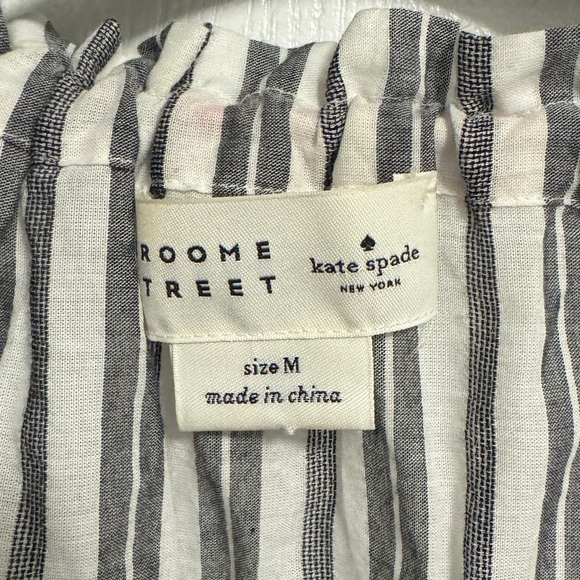 ROOME
TREET
kate spade
NEW YORK
size M
made in china